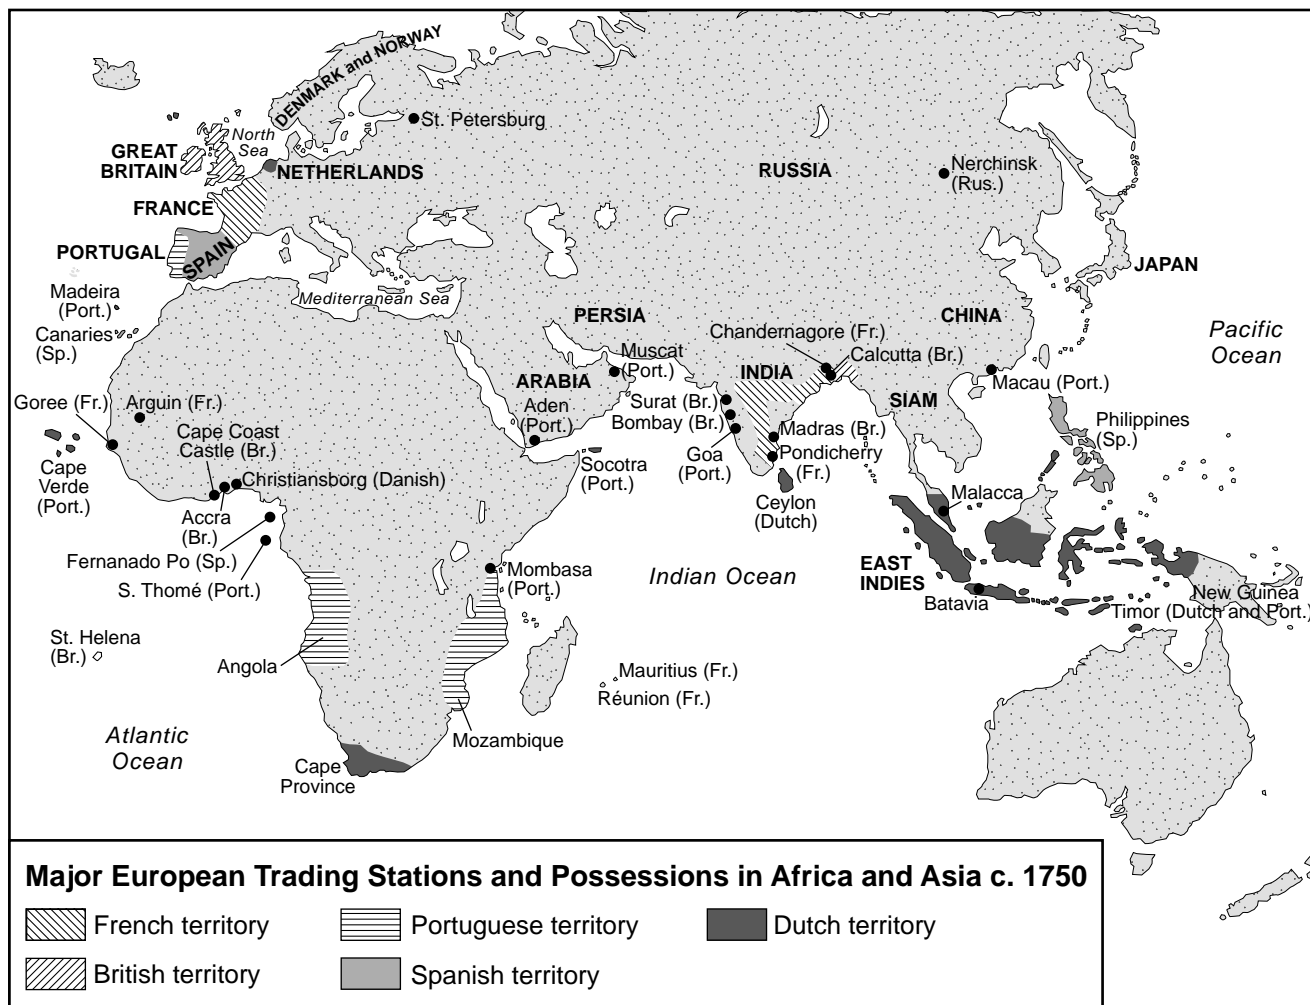 DENMARK and NORWAY
St. Petersburg
North
Sea
GREAT
BRITAIN
NETHERLANDS
RUSSIA
Nerchinsk
(Rus.)
FRANCE
PORTUGAL
SPAIN
JAPAN
Madeira
(Port.)
Mediterranean Sea
Canaries
(Sp.)
PERSIA
CHINA
Pacific
Ocean
Chandernagore (Fr.)
Calcutta (Br.)
Muscat
(Port.)
ARABIA
INDIA
Macau (Port.)
Goree (Fr.)
Arguin (Fr.)
Aden
(Port.)
Surat (Br.)
Bombay (Br.)
SIAM
Philippines
(Sp.)
Cape Coast
Castle (Br.)
Madras (Br.)
Goa
(Port.)
Pondicherry
(Fr.)
Cape
Verde
(Port.)
Christiansborg (Danish)
Socotra
(Port.)
Ceylon
(Dutch)
Malacca
Accra
(Br.)
Fernanado Po (Sp.)
S. Thomé (Port.)
Mombasa
(Port.)
Indian Ocean
EAST
INDIES
Batavia
New Guinea
Timor (Dutch and Port.)
St. Helena
(Br.)
Angola
Mauritius (Fr.)
Réunion (Fr.)
Mozambique
Atlantic
Ocean
Cape
Province
Major European Trading Stations and Possessions in Africa and Asia c. 1750
French territory
Portuguese territory
Dutch territory
British territory
Spanish territory